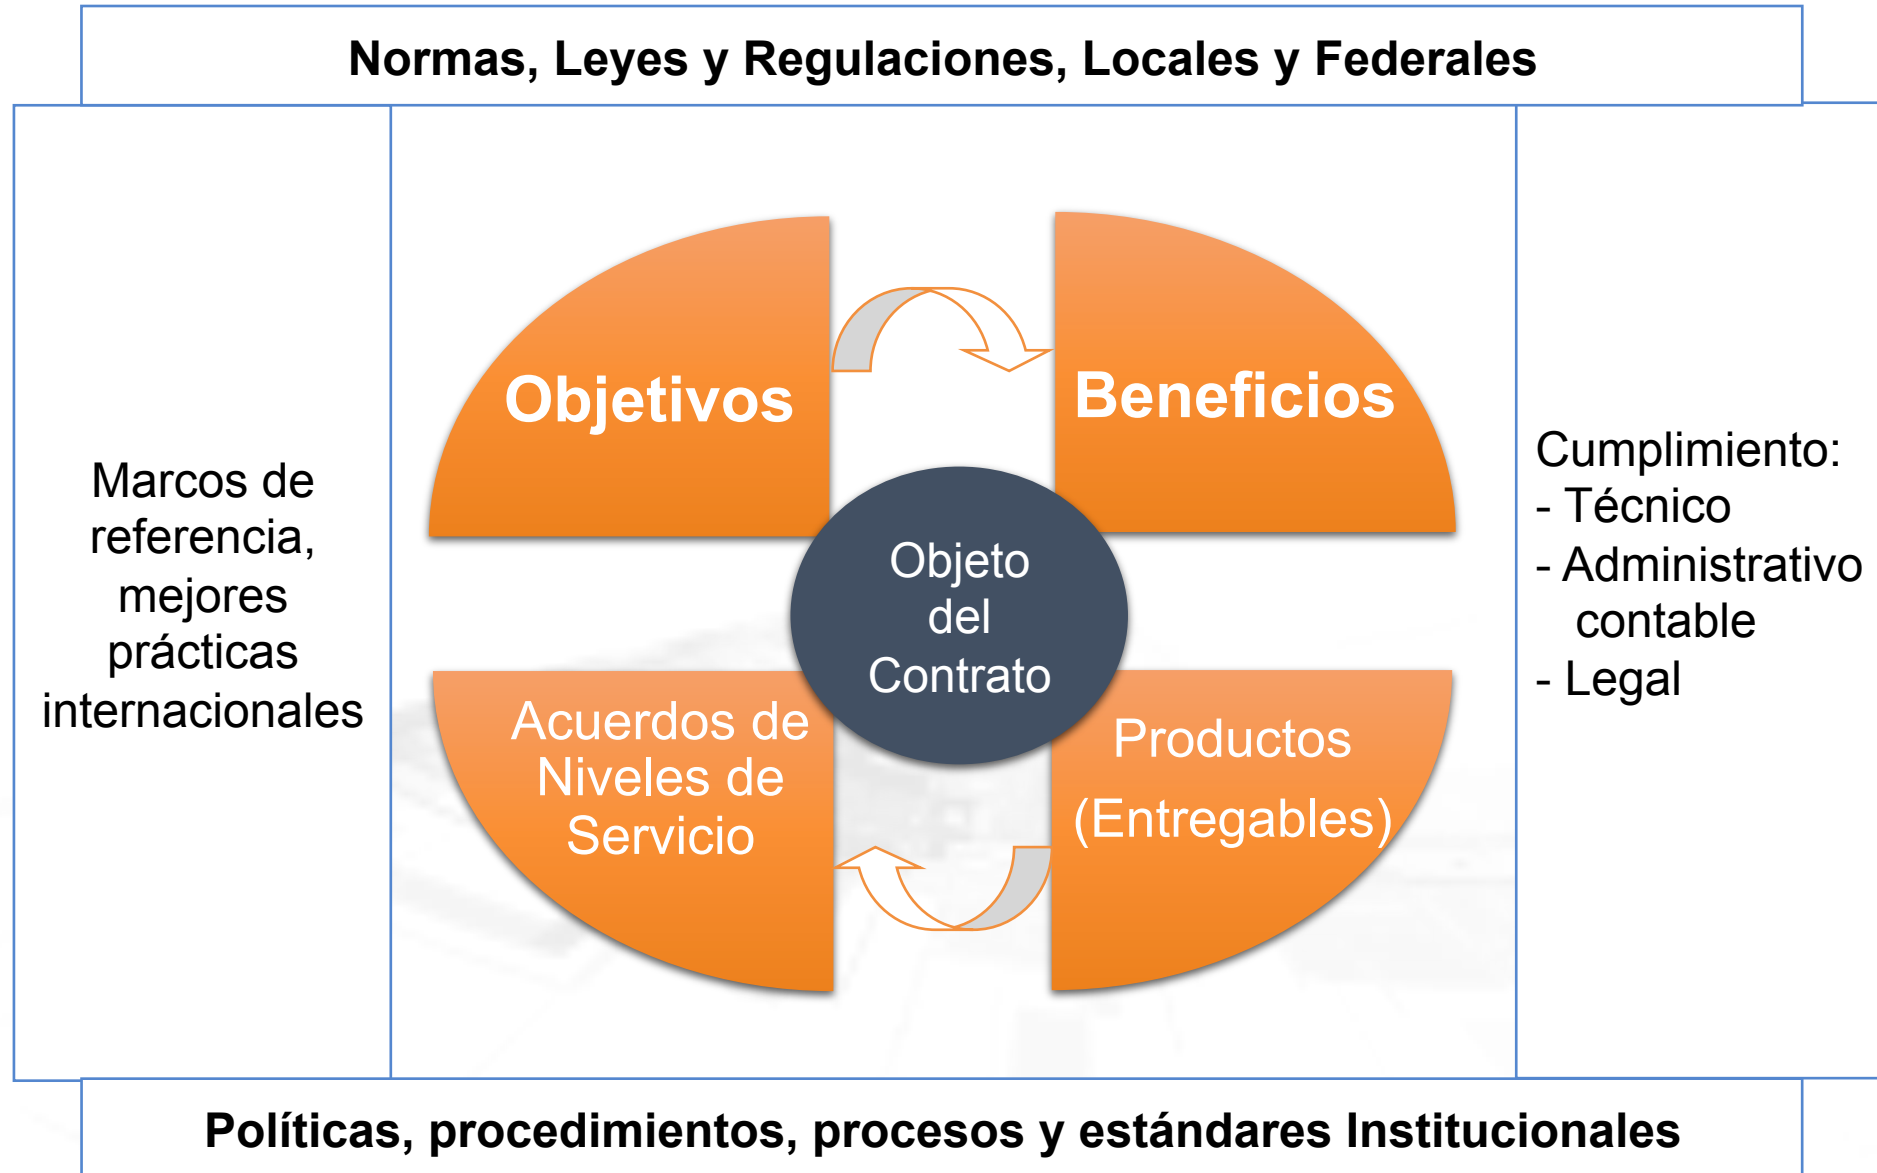 Normas, Leyes y Regulaciones, Locales y Federales
Marcos de
referencia,
mejores
prácticas
internacionales
Objetivos
Beneficios
Objeto
del
Contrato
Acuerdos de
Niveles de
Servicio
Productos
(Entregables)
Cumplimiento:
- Técnico
- Administrativo
contable
- Legal
Políticas, procedimientos, procesos y estándares Institucionales